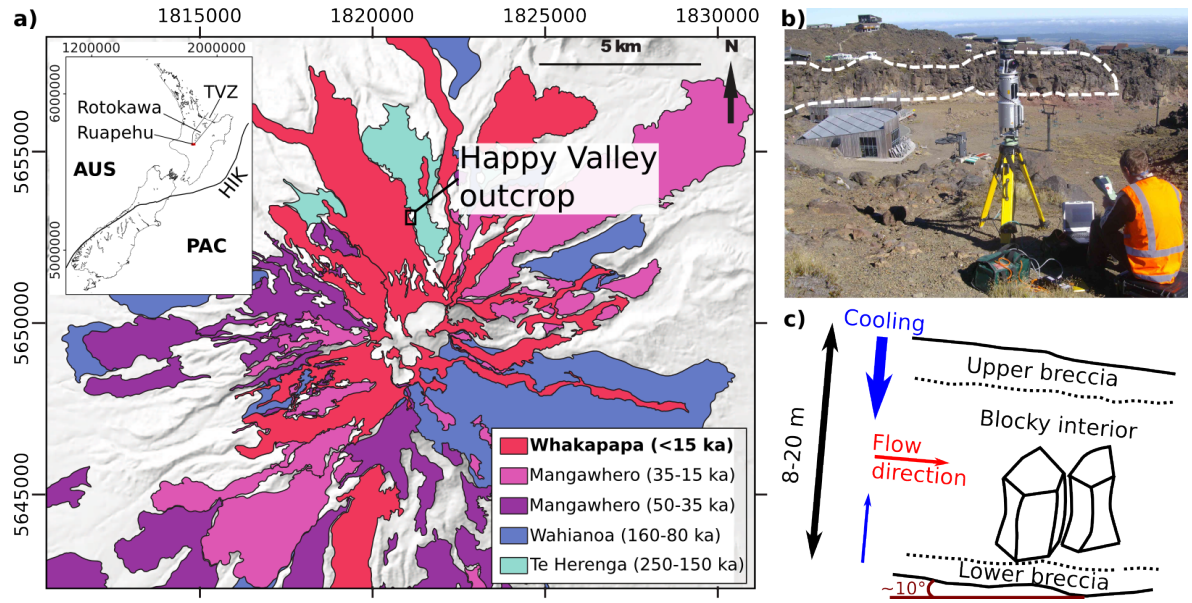 a)
1815000
1820000
1825000
1830000
5655000
5650000
5645000
1200000
2000000
6000000
5000000
Rotokawa
TVZ
Ruapehu
AUS
HIK
PAC
5 km
N
Happy Valley
outcrop
Whakapapa (<15 ka)
Mangawhero (35-15 ka)
Mangawhero (50-35 ka)
Wahianoa (160-80 ka)
Te Herenga (250-150 ka)
b)
c)
Cooling
Upper breccia
Blocky interior
Flow
direction
8-20 m
Lower breccia
~10°